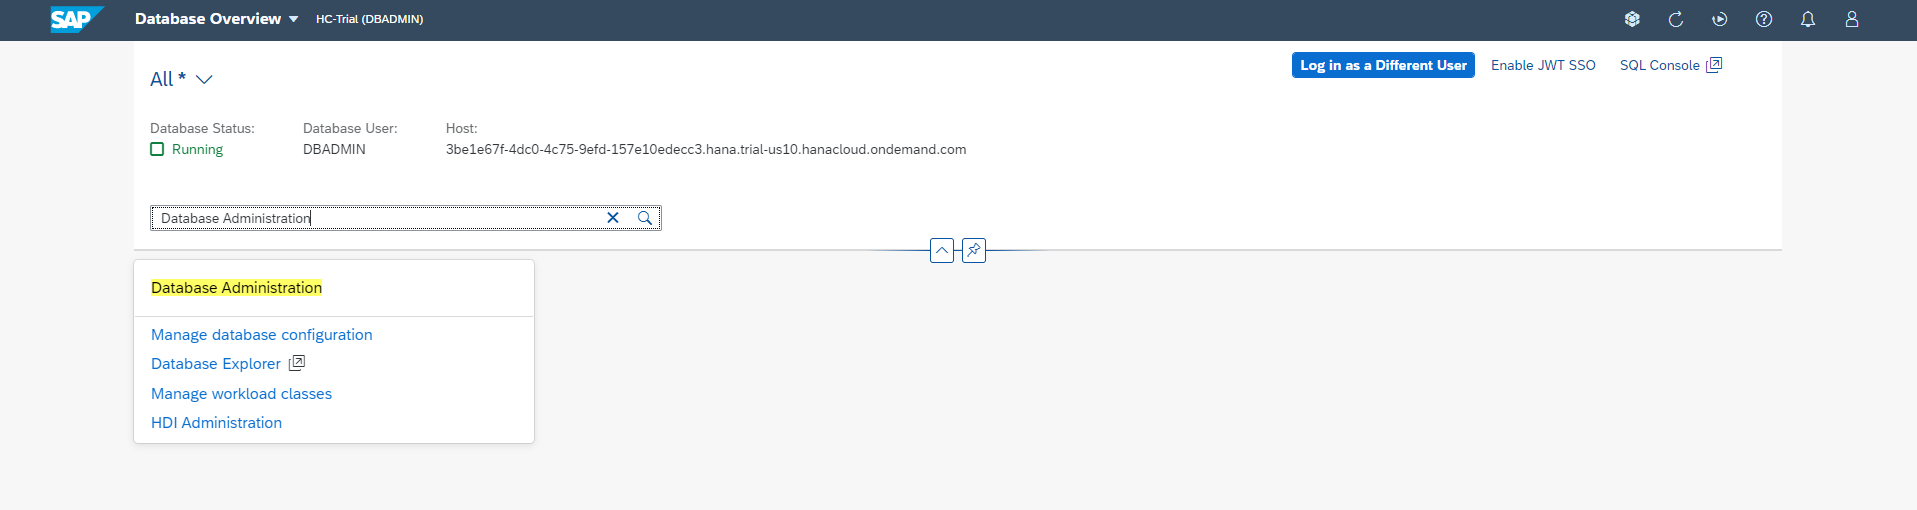 SAP Database Overview HC-Trial (DBADMIN)
All *
Log in as a Different User Enable JWT SSO SQL Console
Database Status: Database User: Host:
Running DBADMIN 3be1e67f-4dc0-4c75-9efd-157e10edecc3.hana.trial-us10.hanacloud.ondemand.com
Database Administration
Database Administration
Manage database configuration
Database Explorer
Manage workload classes
HDI Administration